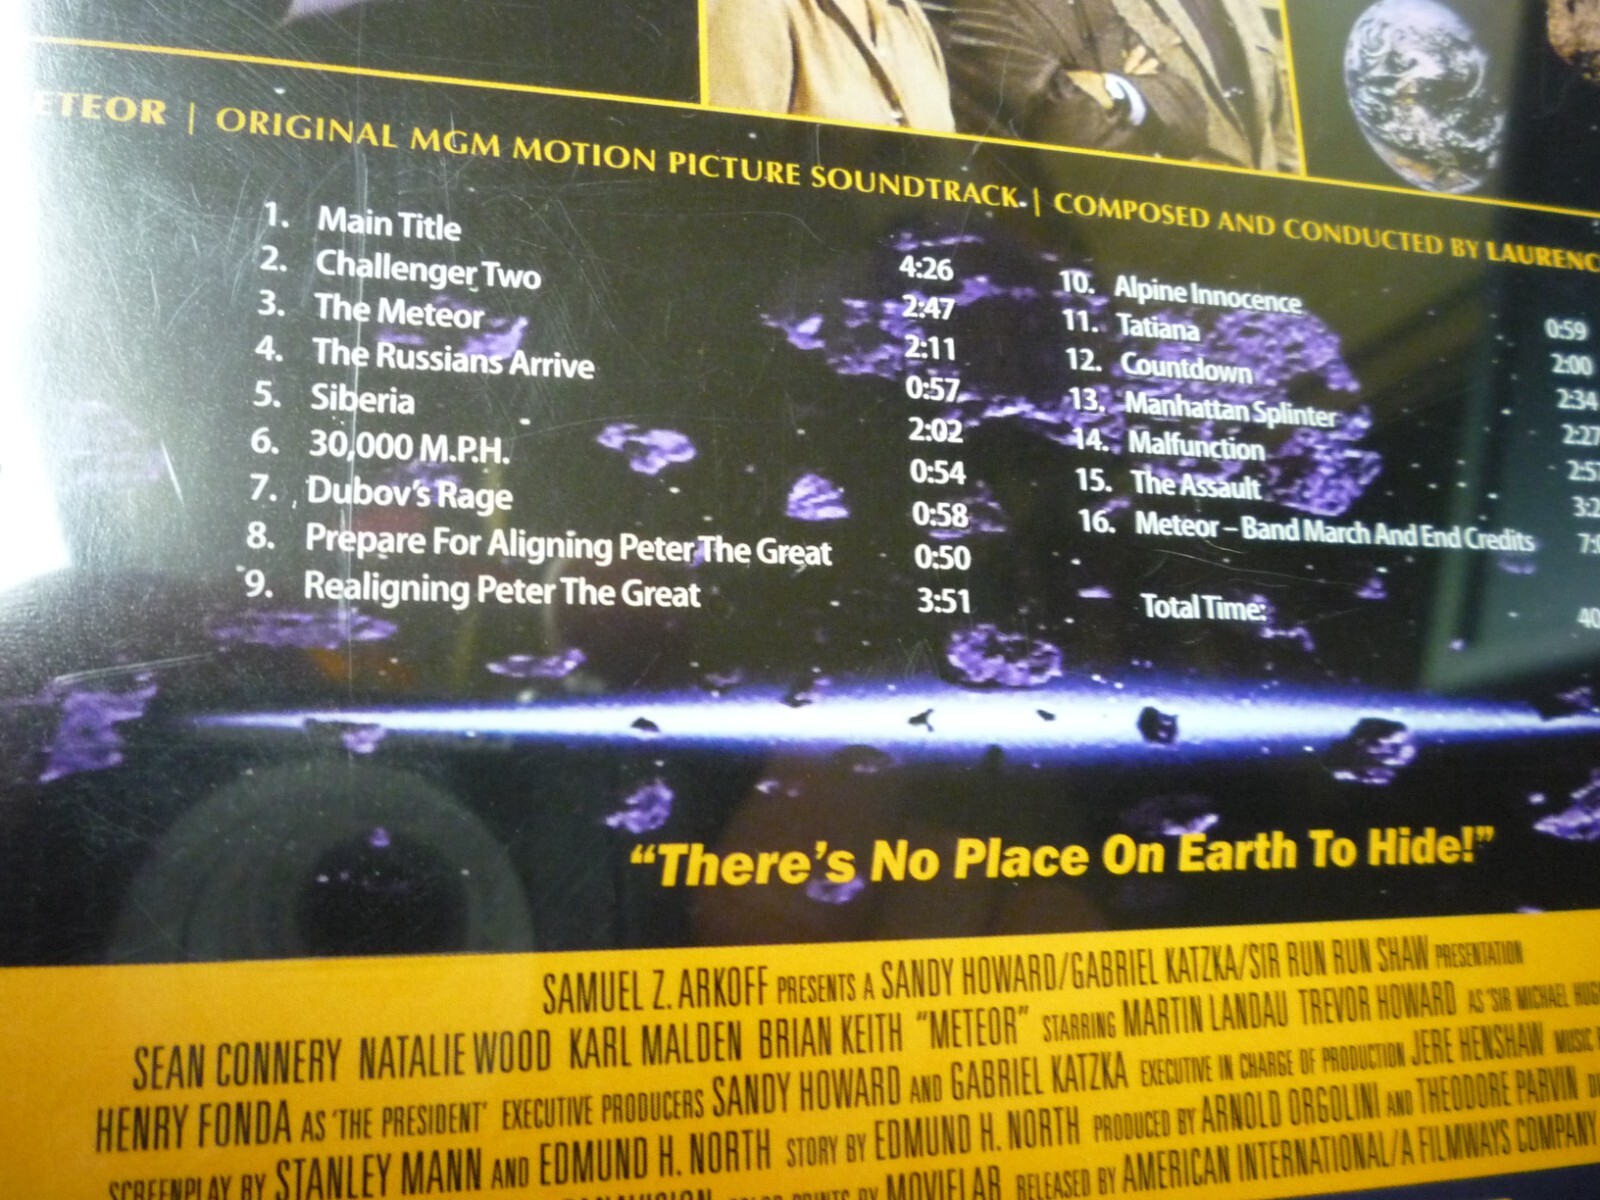 METEOR | ORIGINAL MGM MOTION PICTURE SOUNDTRACK | COMPOSED AND CONDUCTED BY
1. Main Title 4:26
2. Challenger Two 2:47
3. The Meteor 2:11
4. The Russians Arrive 0:57
5. Siberia 2:02
6. 30,000 M.P.H. 0:54
7. Dubov's Rage 0:58
8. Prepare For Aligning Peter The Great 0:50
9. Realigning Peter The Great 3:51
10. Alpine Innocence 0:59
11. Tatiana 2:00
12. Countdown 2:34
13. Manhattan Splinter 2:27
14. Malfunction
15. The Assault
16. Meteor – Band March And End Credits
Total Time:
“There's No Place On Earth To Hide!”
SAMUEL Z. ARKOFF PRESENTS A SANDY HOWARD/GABRIEL KATZKA/SIR RUN RUN SHAW PRESENTATION
SEAN CONNERY NATALIE WOOD KARL MALDEN BRIAN KEITH “METEOR” STARRING MARTIN LANDAU TREVOR HOWARD AS 'SIR MICHAEL
HENRY FONDA AS 'THE PRESIDENT' EXECUTIVE PRODUCERS SANDY HOWARD AND GABRIEL KATZKA EXECUTIVE IN CHARGE OF PRODUCTION JERE HENSHAW MUSIC
SCREENPLAY BY STANLEY MANN AND EDMUND H. NORTH STORY BY EDMUND H. NORTH PRODUCED BY ARNOLD ORGOLINI AND THEODORE PARVIN
MOVIELAB RELEASED BY AMERICAN INTERNATIONAL/A FILMWAYS COMPANY